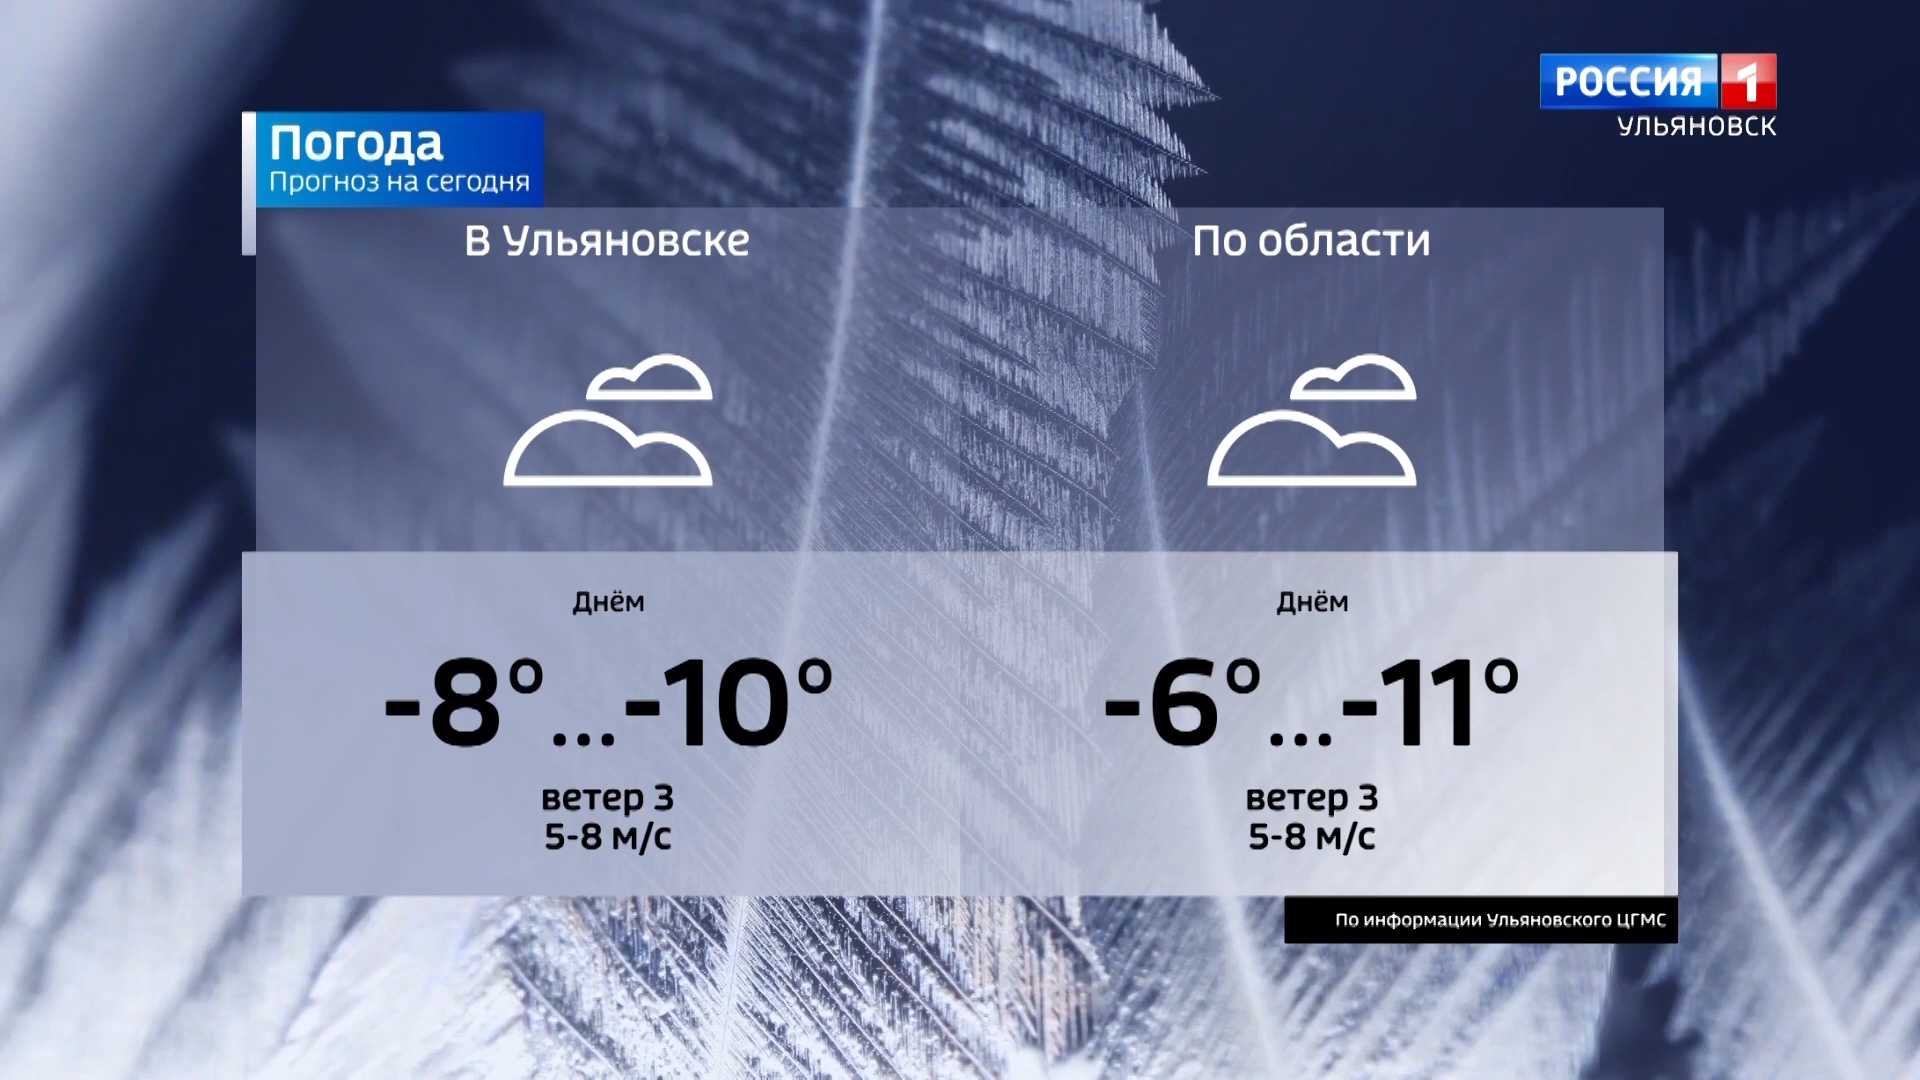 РОССИЯ 1
УЛЬЯНОВСК
Погода
Прогноз на сегодня
В Ульяновске
По области
Днём
-8°...-10°
ветер З
5-8 м/с
Днём
-6°...-11°
ветер З
5-8 м/с
По информации Ульяновского ЦГМС